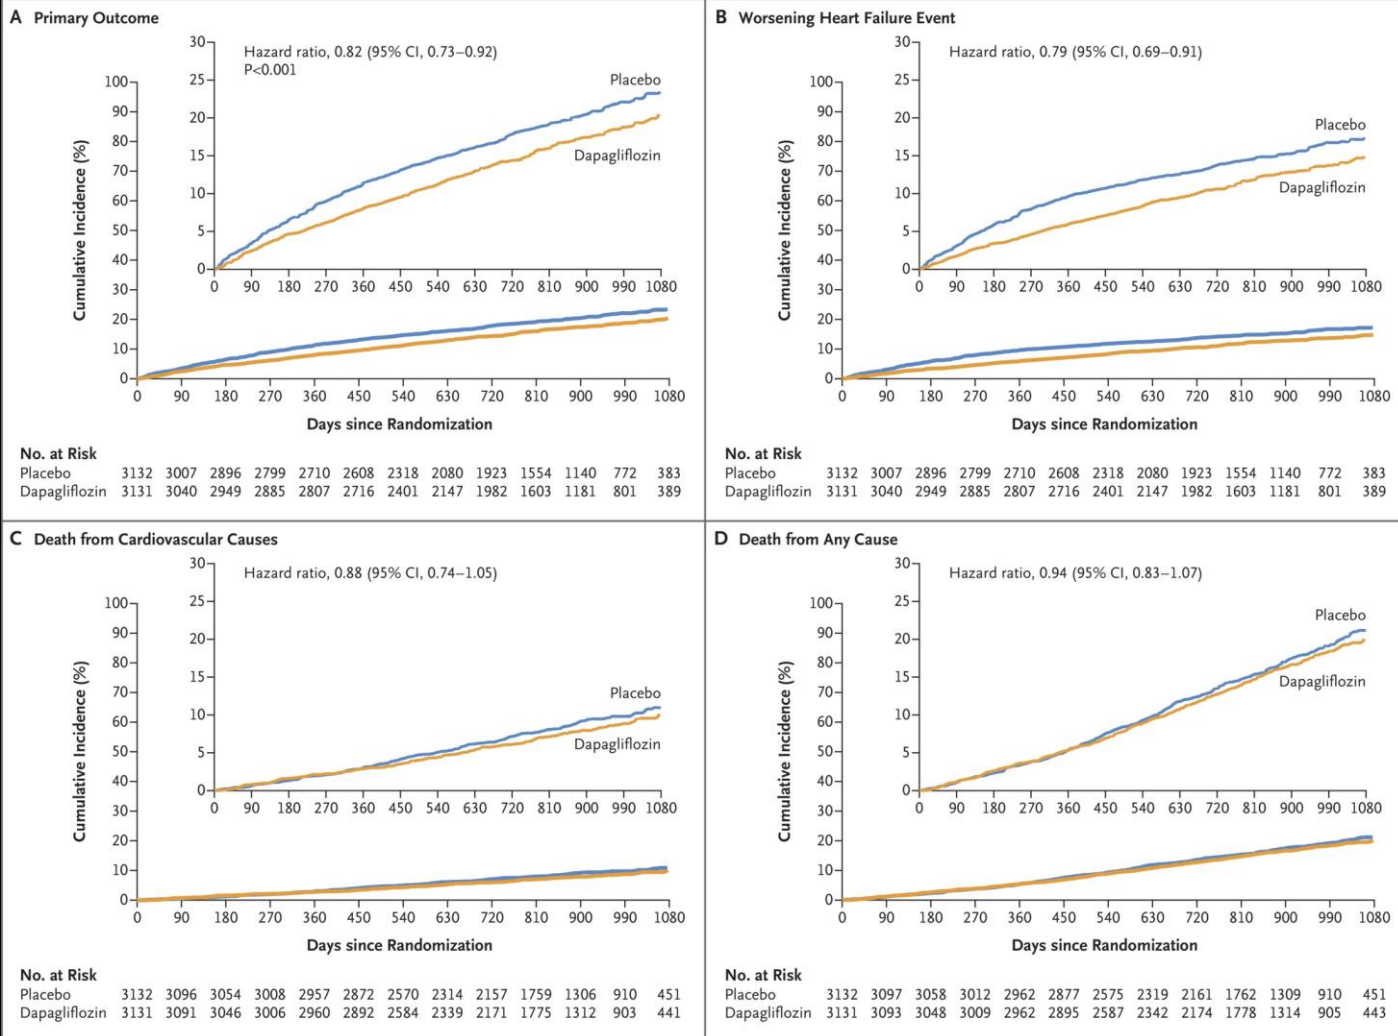 A Primary Outcome
Hazard ratio, 0.82 (95% CI, 0.73–0.92)
P<0.001
Placebo
Dapagliflozin
30
25
20
15
10
5
0
0 90 180 270 360 450 540 630 720 810 900 990 1080
Cumulative Incidence (%)
100
90
80
70
60
50
40
30
20
10
0
0 90 180 270 360 450 540 630 720 810 900 990 1080
Days since Randomization
No. at Risk
Placebo 3132 3007 2896 2799 2710 2608 2318 2080 1923 1554 1140 772 383
Dapagliflozin 3131 3040 2949 2885 2807 2716 2401 2147 1982 1603 1181 801 389
B Worsening Heart Failure Event
Hazard ratio, 0.79 (95% CI, 0.69–0.91)
Placebo
Dapagliflozin
30
25
20
15
10
5
0
0 90 180 270 360 450 540 630 720 810 900 990 1080
Cumulative Incidence (%)
100
90
80
70
60
50
40
30
20
10
0
0 90 180 270 360 450 540 630 720 810 900 990 1080
Days since Randomization
No. at Risk
Placebo 3132 3007 2896 2799 2710 2608 2318 2080 1923 1554 1140 772 383
Dapagliflozin 3131 3040 2949 2885 2807 2716 2401 2147 1982 1603 1181 801 389
C Death from Cardiovascular Causes
Hazard ratio, 0.88 (95% CI, 0.74–1.05)
Placebo
Dapagliflozin
30
25
20
15
10
5
0
0 90 180 270 360 450 540 630 720 810 900 990 1080
Cumulative Incidence (%)
100
90
80
70
60
50
40
30
20
10
0
0 90 180 270 360 450 540 630 720 810 900 990 1080
Days since Randomization
No. at Risk
Placebo 3132 3096 3054 3008 2957 2872 2570 2314 2157 1759 1306 910 451
Dapagliflozin 3131 3091 3046 3006 2960 2892 2584 2339 2171 1775 1312 903 441
D Death from Any Cause
Hazard ratio, 0.94 (95% CI, 0.83–1.07)
Placebo
Dapagliflozin
30
25
20
15
10
5
0
0 90 180 270 360 450 540 630 720 810 900 990 1080
Cumulative Incidence (%)
100
90
80
70
60
50
40
30
20
10
0
0 90 180 270 360 450 540 630 720 810 900 990 1080
Days since Randomization
No. at Risk
Placebo 3132 3097 3058 3012 2962 2877 2575 2319 2161 1762 1309 910 451
Dapagliflozin 3131 3093 3048 3009 2962 2895 2587 2342 2174 1778 1314 905 443